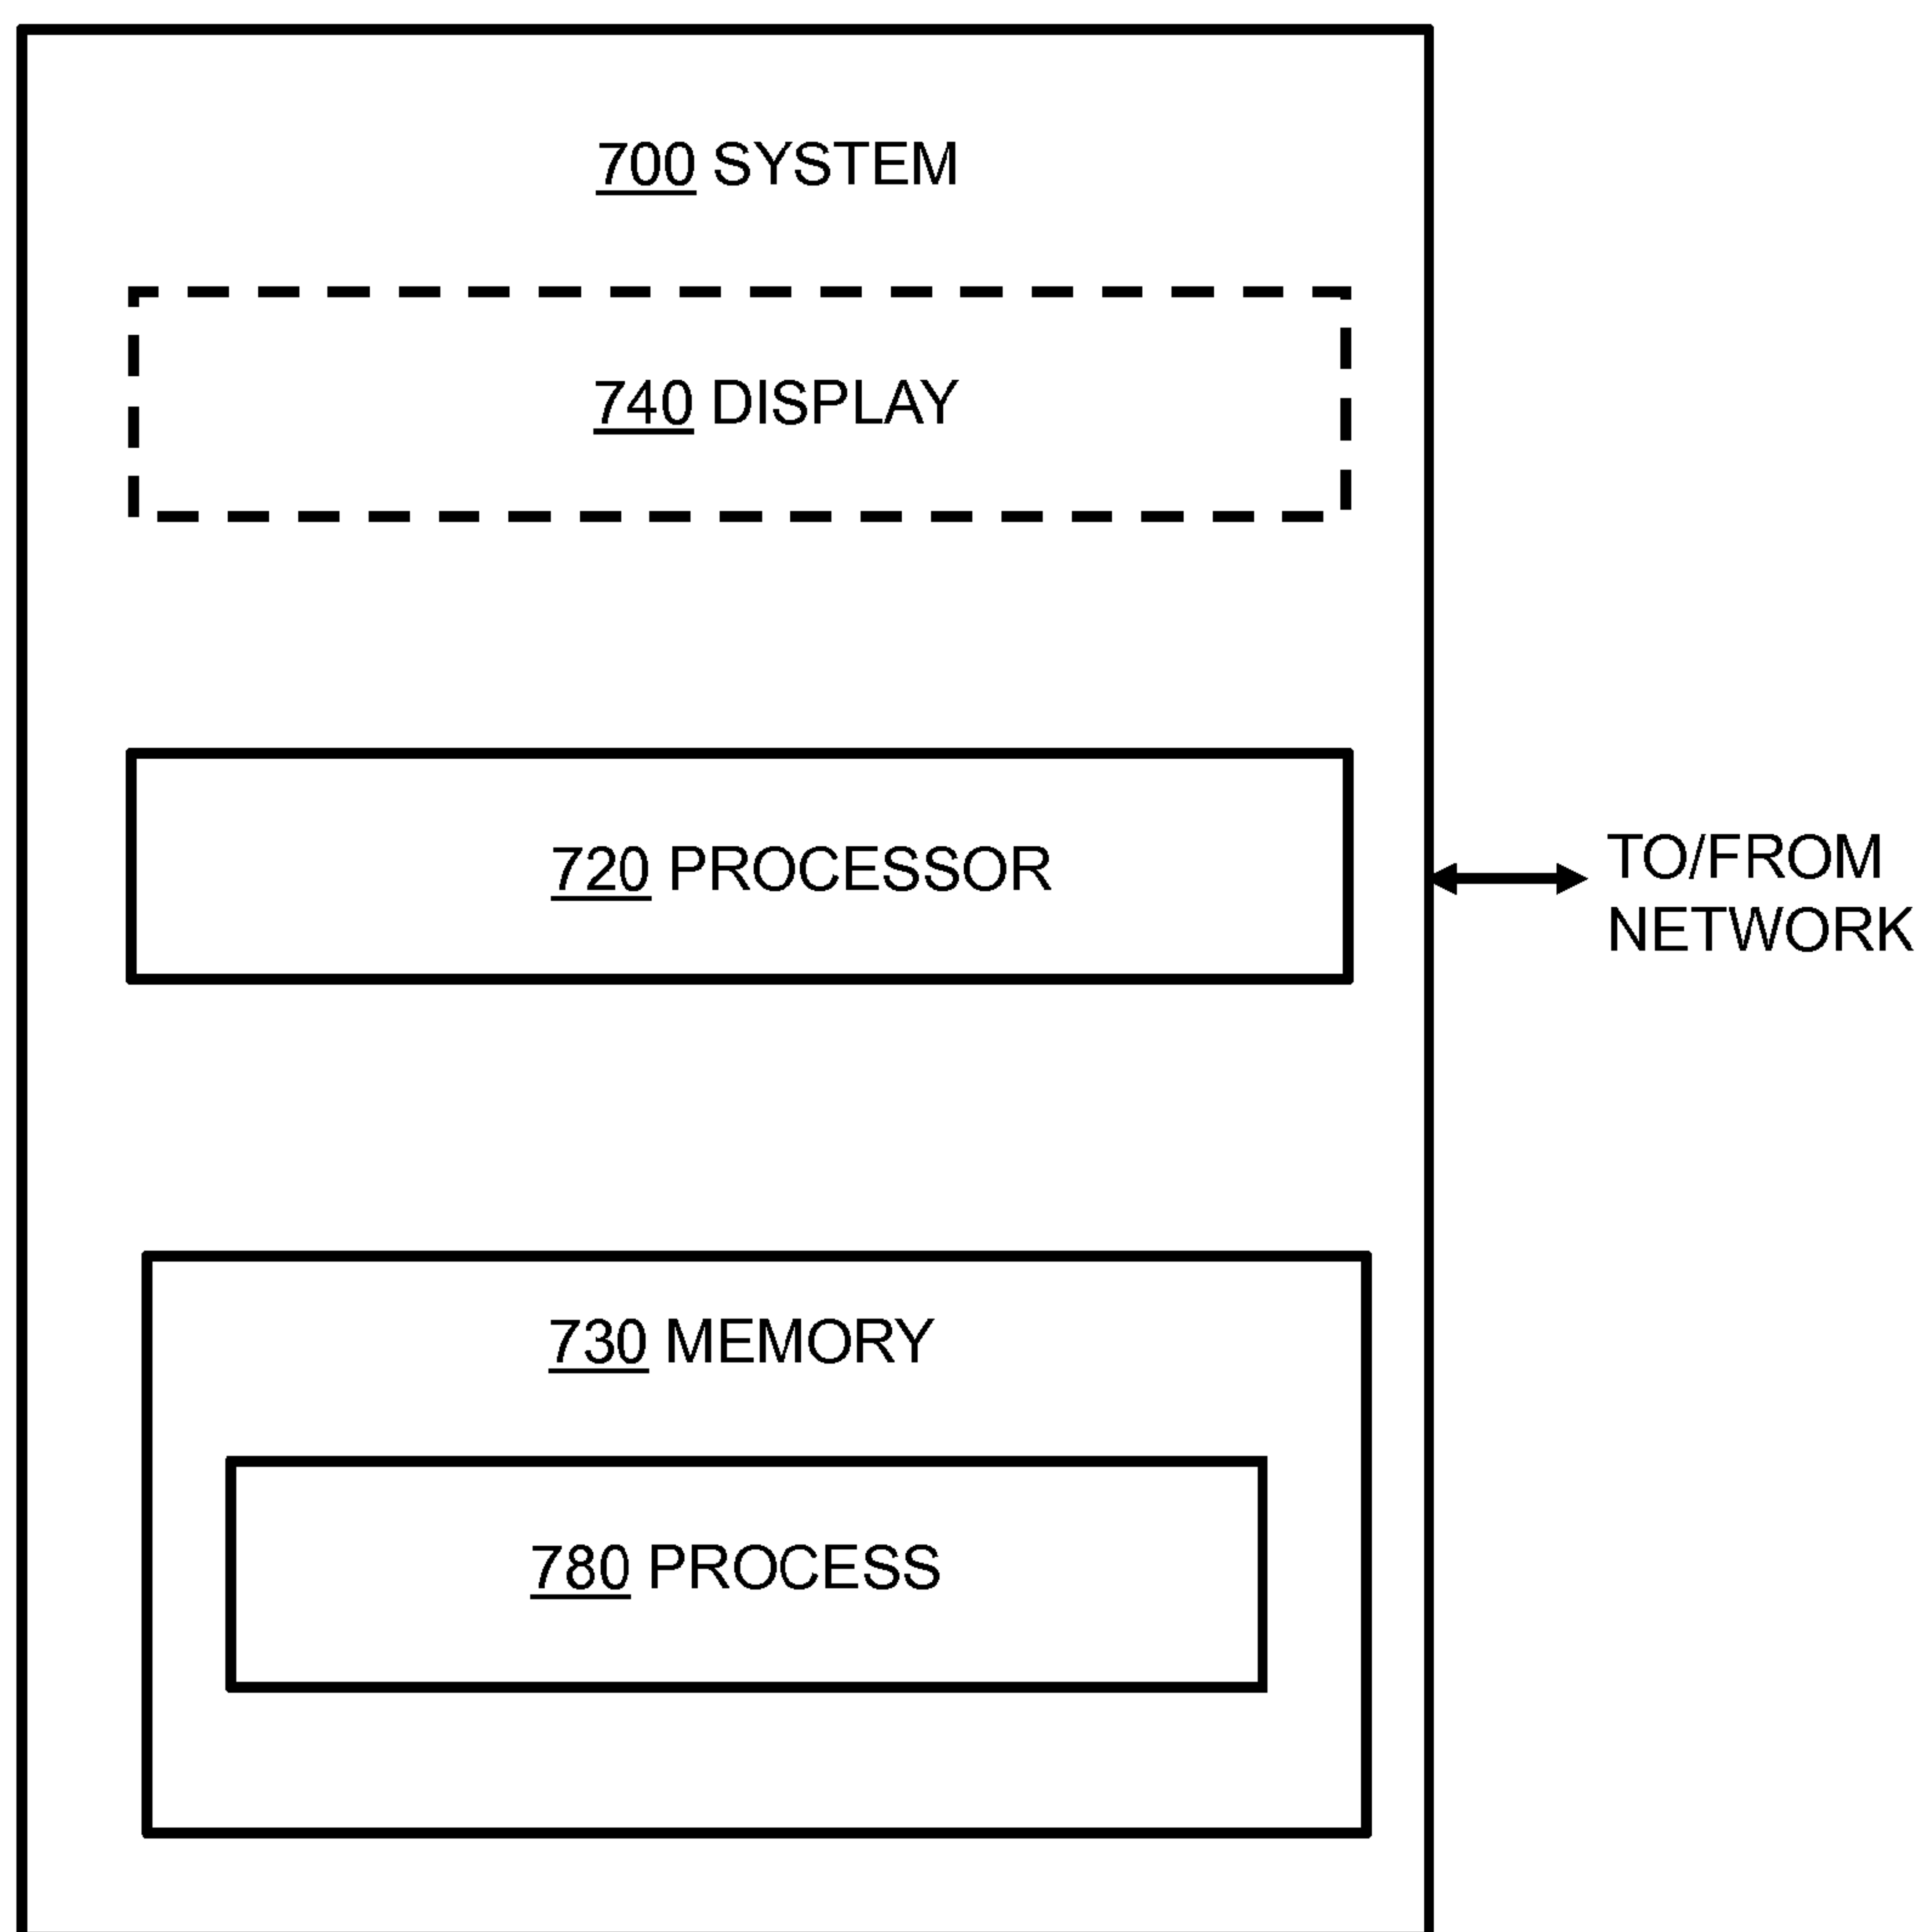 700 SYSTEM
740 DISPLAY
720 PROCESSOR
TO/FROM
NETWORK
730 MEMORY
780 PROCESS